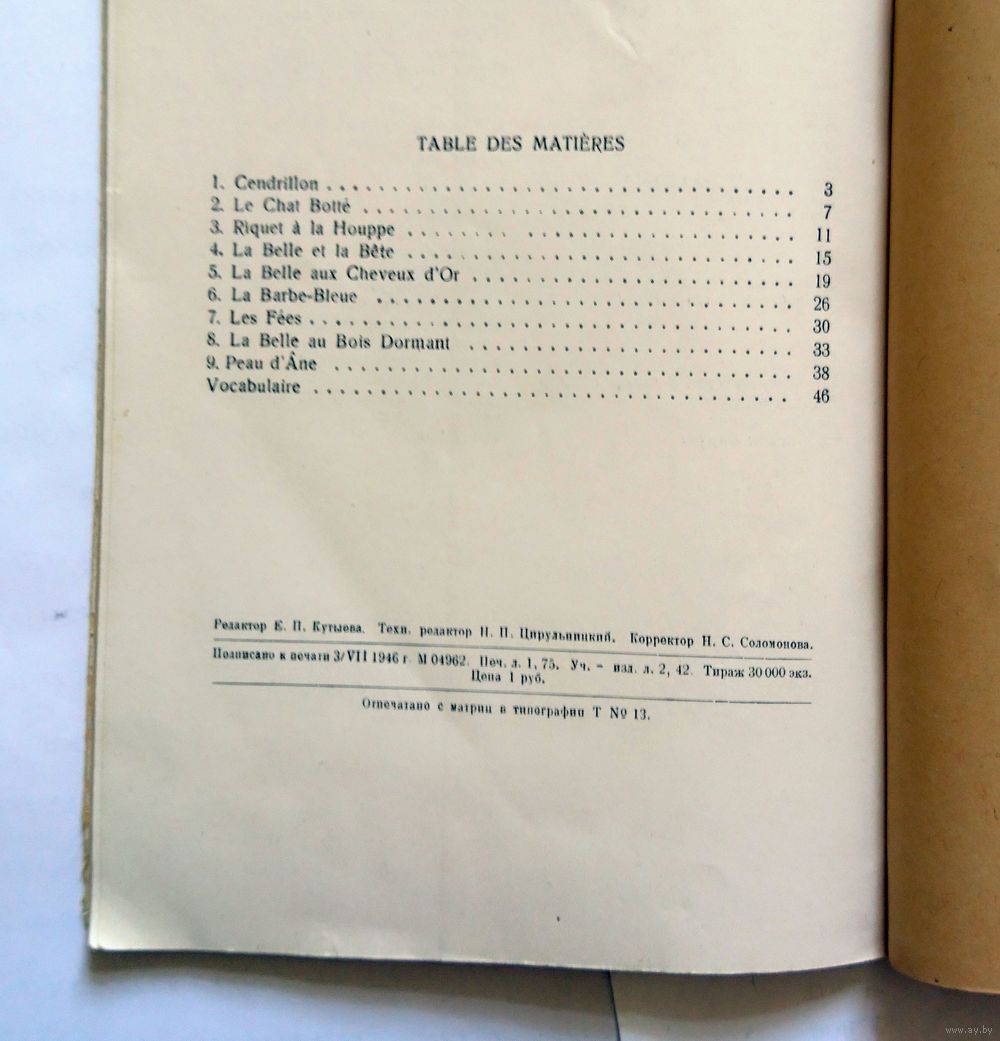 TABLE DES MATIÈRES
1. Cendrillon . . . . . . . . . . . . . . . . . . . . 3
2. Le Chat Botté . . . . . . . . . . . . . . . . . . . . 7
3. Riquet à la Houppe . . . . . . . . . . . . . . . . . . . . 11
4. La Belle et la Bête . . . . . . . . . . . . . . . . . . . . 15
5. La Belle aux Cheveux d'Or . . . . . . . . . . . . . . . . . . . . 19
6. La Barbe-Bleue . . . . . . . . . . . . . . . . . . . . 26
7. Les Fées . . . . . . . . . . . . . . . . . . . . 30
8. La Belle au Bois Dormant . . . . . . . . . . . . . . . . . . . . 33
9. Peau d'Âne . . . . . . . . . . . . . . . . . . . . 38
Vocabulaire . . . . . . . . . . . . . . . . . . . . 46
Редактор Е. П. Кутыева. Техн. редактор Н. П. Цирульницкий. Корректор Н. С. Соломонова.
Подписано к печати 3/VII 1946 г. М 04962. Печ. л. 1, 75. Уч. - изд. л. 2, 42. Тираж 30 000 экз.
Цена 1 руб.
Отпечатано с матриц в типографии Т № 13.
www.ay.by